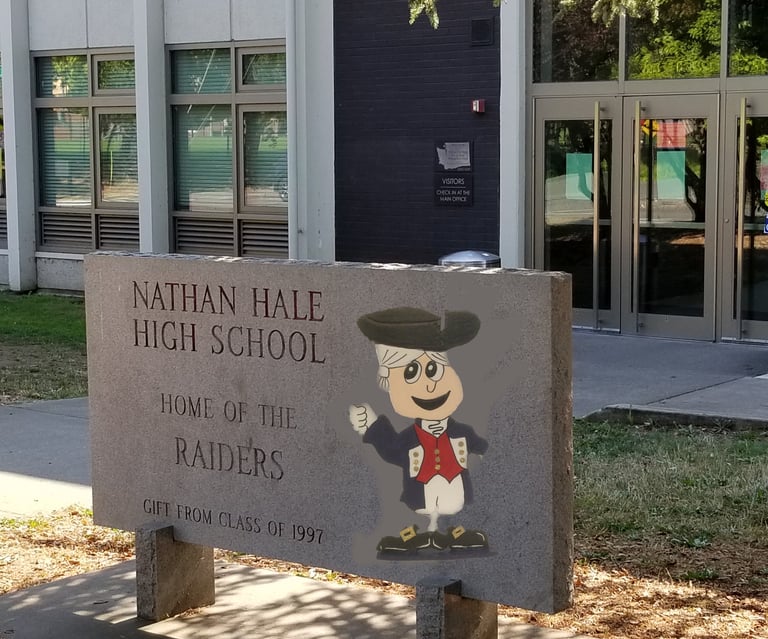 NATHAN HALE
HIGH SCHOOL
HOME OF THE
RAIDERS
GIFT FROM CLASS OF 1997
VISITORS
CHECK IN AT THE
MAIN OFFICE